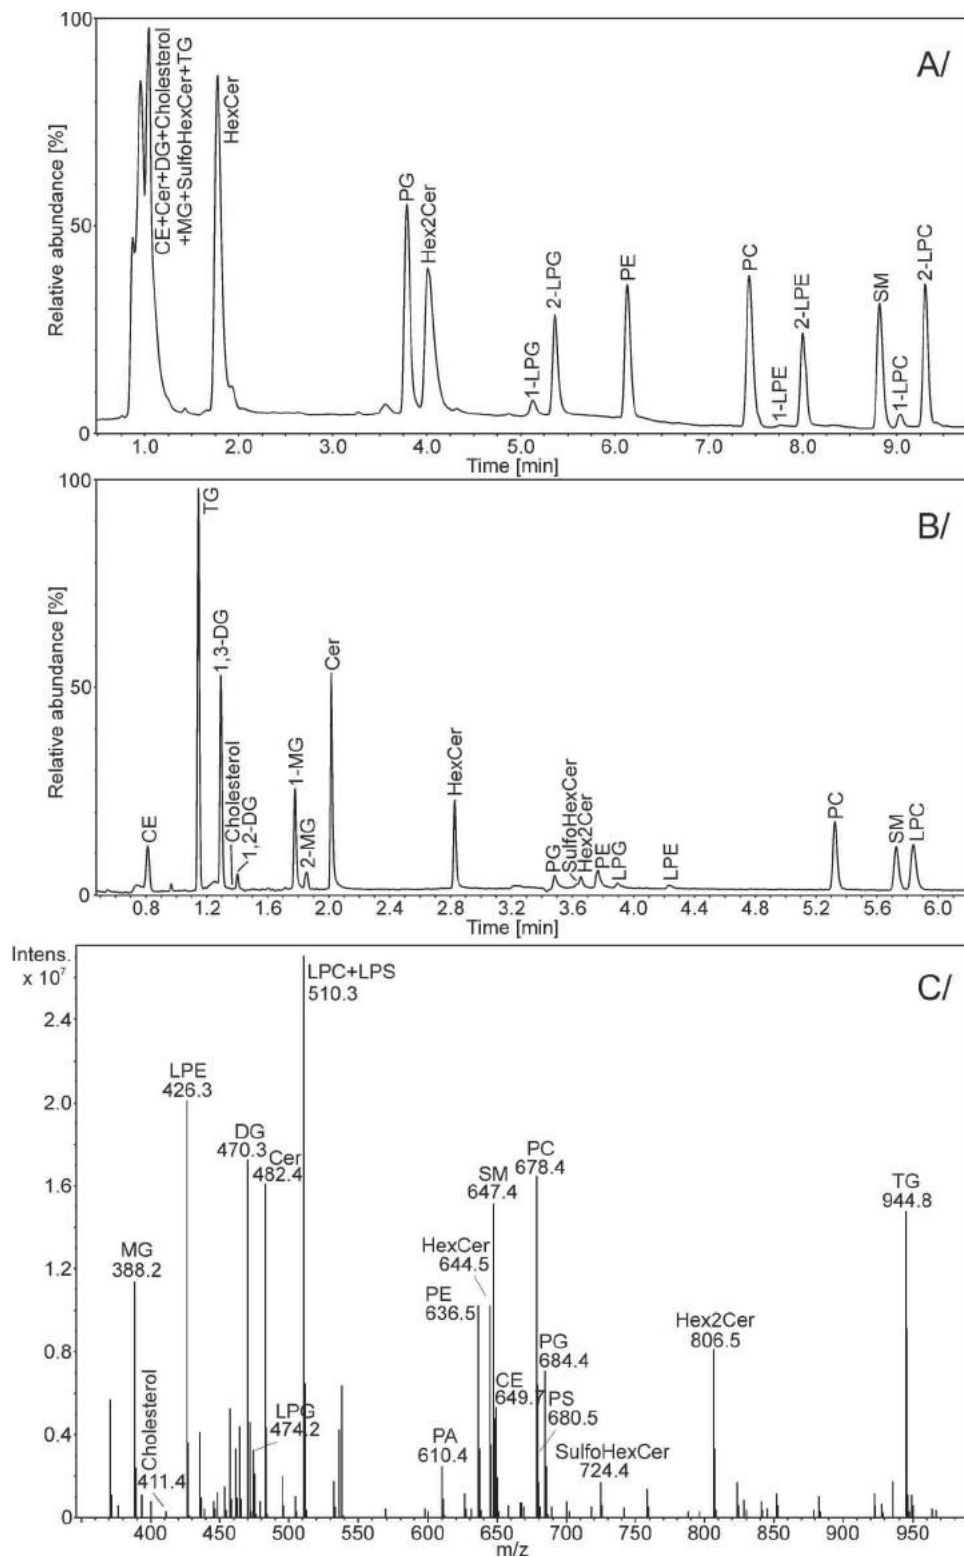 A/
Relative abundance [%]
100
50
0
CE+Cer+DG+Cholesterol
+MG+SulfoHexCer+TG
HexCer
PG
Hex2Cer
1-LPG
2-LPG
PE
PC
1-LPE
2-LPE
SM
1-LPC
2-LPC
1.0 2.0 3.0 4.0 5.0 6.0 7.0 8.0 9.0
Time [min]
B/
Relative abundance [%]
100
50
0
CE
TG
1,3-DG
Cholesterol
1,2-DG
1-MG
2-MG
Cer
HexCer
PG
SulfoHexCer
Hex2Cer
PE
LPG
LPE
PC
SM
LPC
0.8 1.2 1.6 2.0 2.4 2.8 3.2 3.6 4.0 4.4 4.8 5.2 5.6 6.0
Time [min]
C/
Intens.
x 10⁷
2.4
2.0
1.6
1.2
0.8
0.4
0
MG
388.2
Cholesterol
411.4
LPE
426.3
DG
470.3
LPG
474.2
Cer
482.4
LPC+LPS
510.3
PA
610.4
PE
636.5
HexCer
644.5
SM
647.4
CE
649.7
PC
678.4
PS
680.5
PG
684.4
SulfoHexCer
724.4
Hex2Cer
806.5
TG
944.8
400 450 500 550 600 650 700 750 800 850 900 950
m/z